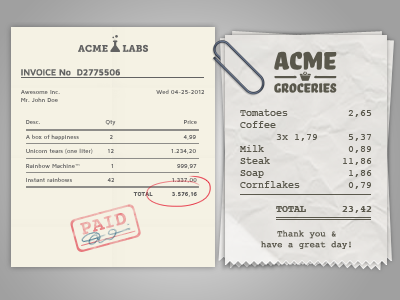 ACME LABS
INVOICE No D2775506
Awesome Inc. Wed 04-25-2012
Mr. John Doe
Desc. Qty Price
A box of happiness 2 4,99
Unicorn tears (one liter) 12 1.234,20
Rainbow Machine™ 1 999,97
Instant rainbows 42 1.337,00
TOTAL 3.576,16
PAID
ACME
GROCERIES
Tomatoes 2,65
Coffee
3x 1,79 5,37
Milk 0,89
Steak 11,86
Soap 1,86
Cornflakes 0,79
TOTAL 23,42
Thank you &
have a great day!